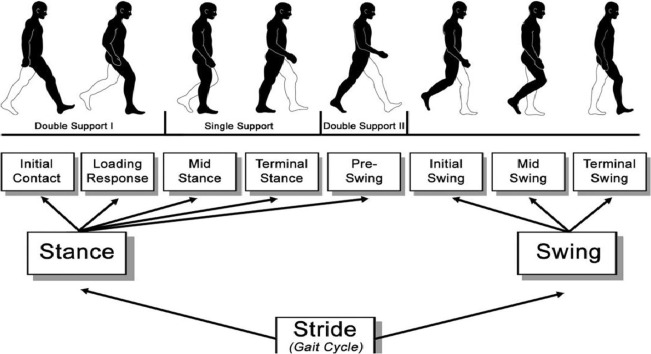 Double Support I
Single Support
Double Support II
Initial
Contact
Loading
Response
Mid
Stance
Terminal
Stance
Pre-
Swing
Initial
Swing
Mid
Swing
Terminal
Swing
Stance
Swing
Stride
(Gait Cycle)